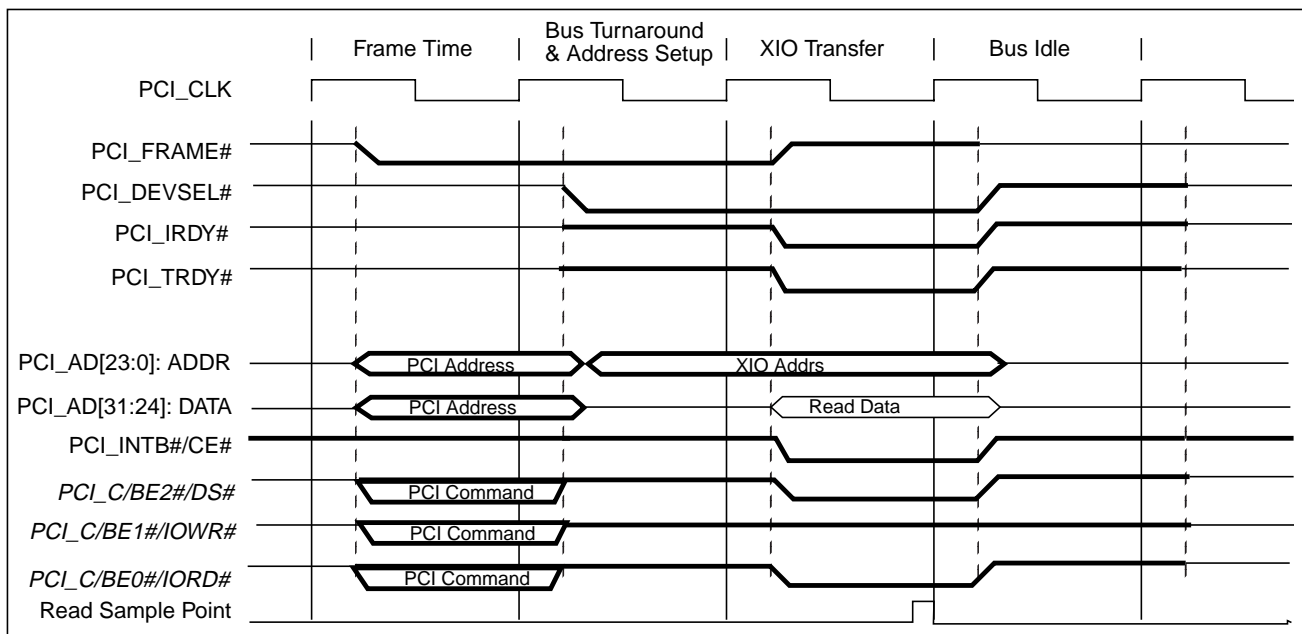 Frame Time
Bus Turnaround
& Address Setup
XIO Transfer
Bus Idle
PCI_CLK
PCI_FRAME#
PCI_DEVSEL#
PCI_IRDY#
PCI_TRDY#
PCI_AD[23:0]: ADDR
PCI Address
XIO Addrs
PCI_AD[31:24]: DATA
PCI Address
Read Data
PCI_INTB#/CE#
PCI_C/BE2#/DS#
PCI Command
PCI_C/BE1#/IOWR#
PCI Command
PCI_C/BE0#/IORD#
PCI Command
Read Sample Point